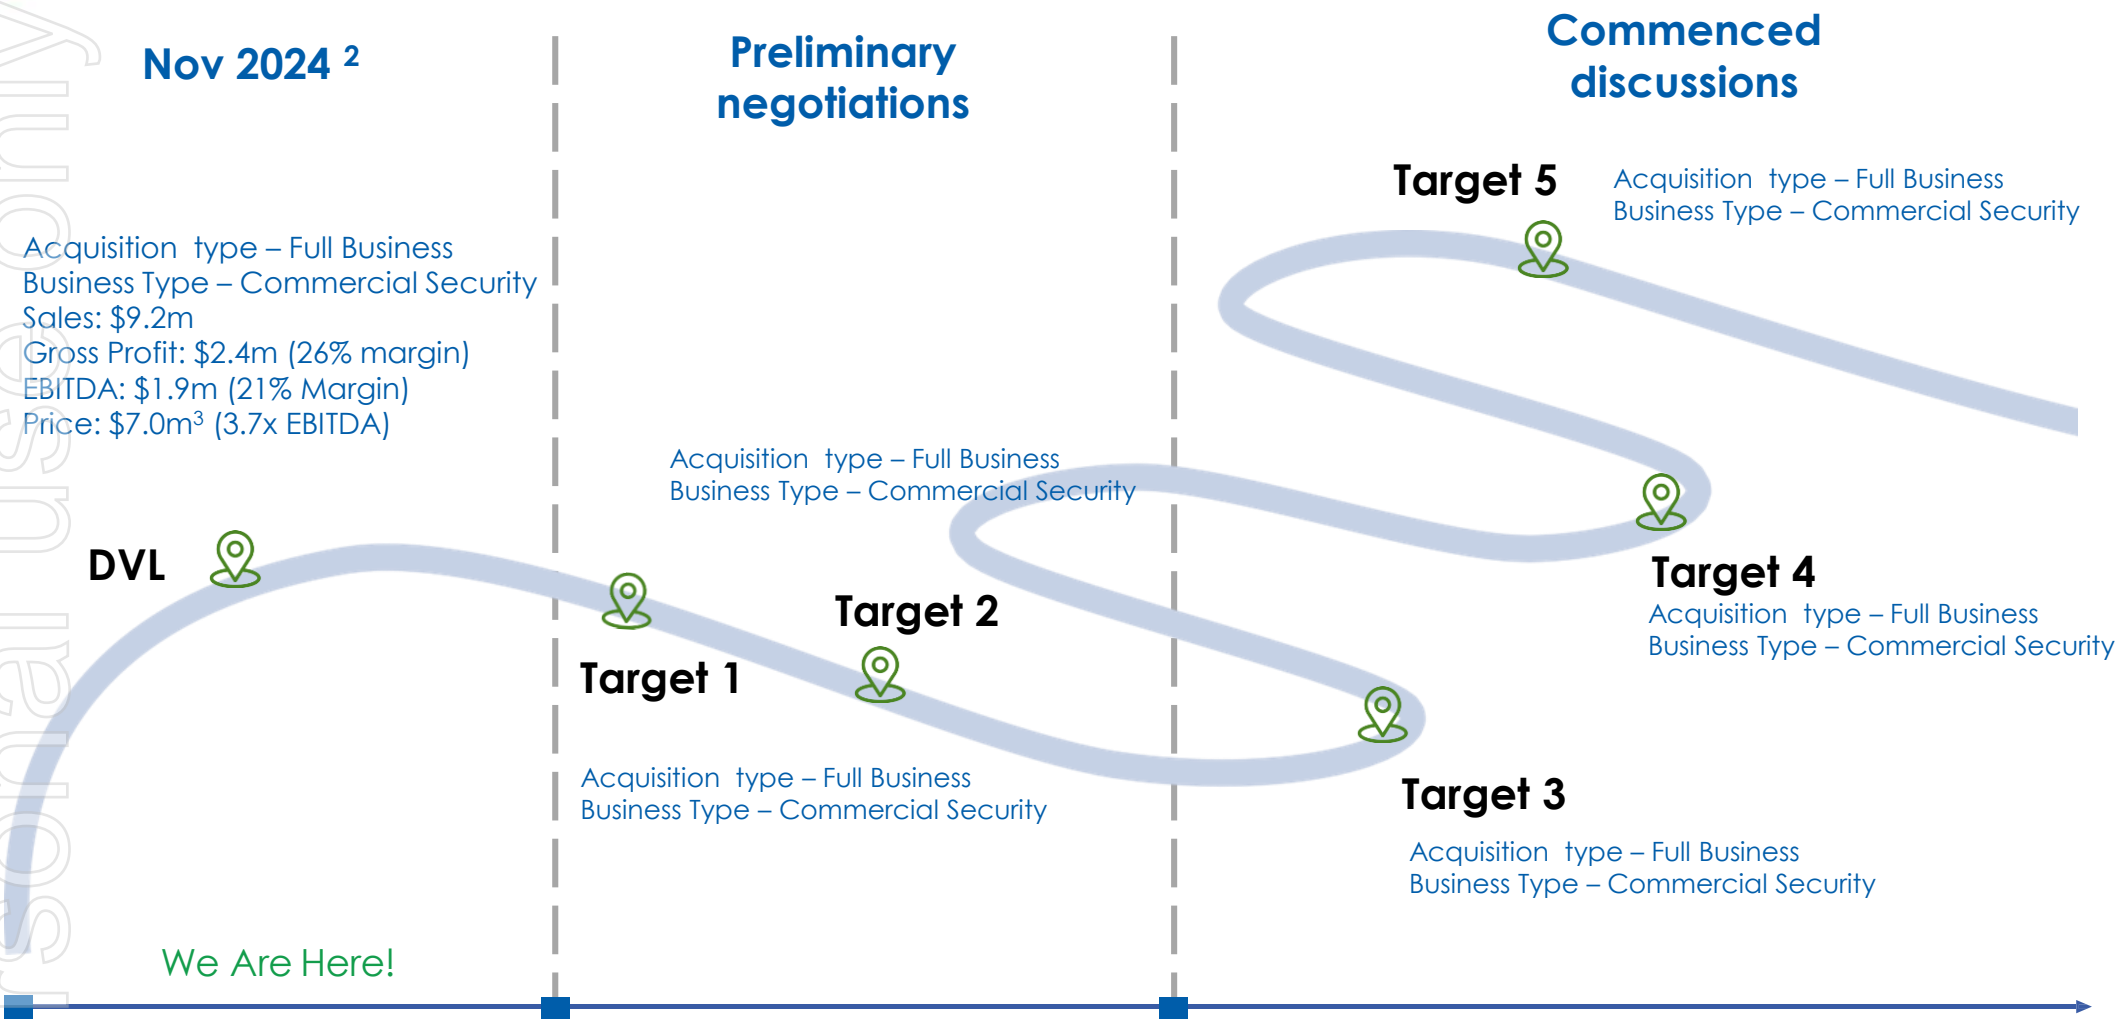 Nov 2024 ²
Acquisition type – Full Business
Business Type – Commercial Security
Sales: $9.2m
Gross Profit: $2.4m (26% margin)
EBITDA: $1.9m (21% Margin)
Price: $7.0m³ (3.7x EBITDA)
DVL
We Are Here!
Preliminary
negotiations
Acquisition type – Full Business
Business Type – Commercial Security
Target 2
Target 1
Acquisition type – Full Business
Business Type – Commercial Security
Commenced
discussions
Target 5
Acquisition type – Full Business
Business Type – Commercial Security
Target 4
Acquisition type – Full Business
Business Type – Commercial Security
Target 3
Acquisition type – Full Business
Business Type – Commercial Security
rsonal use only